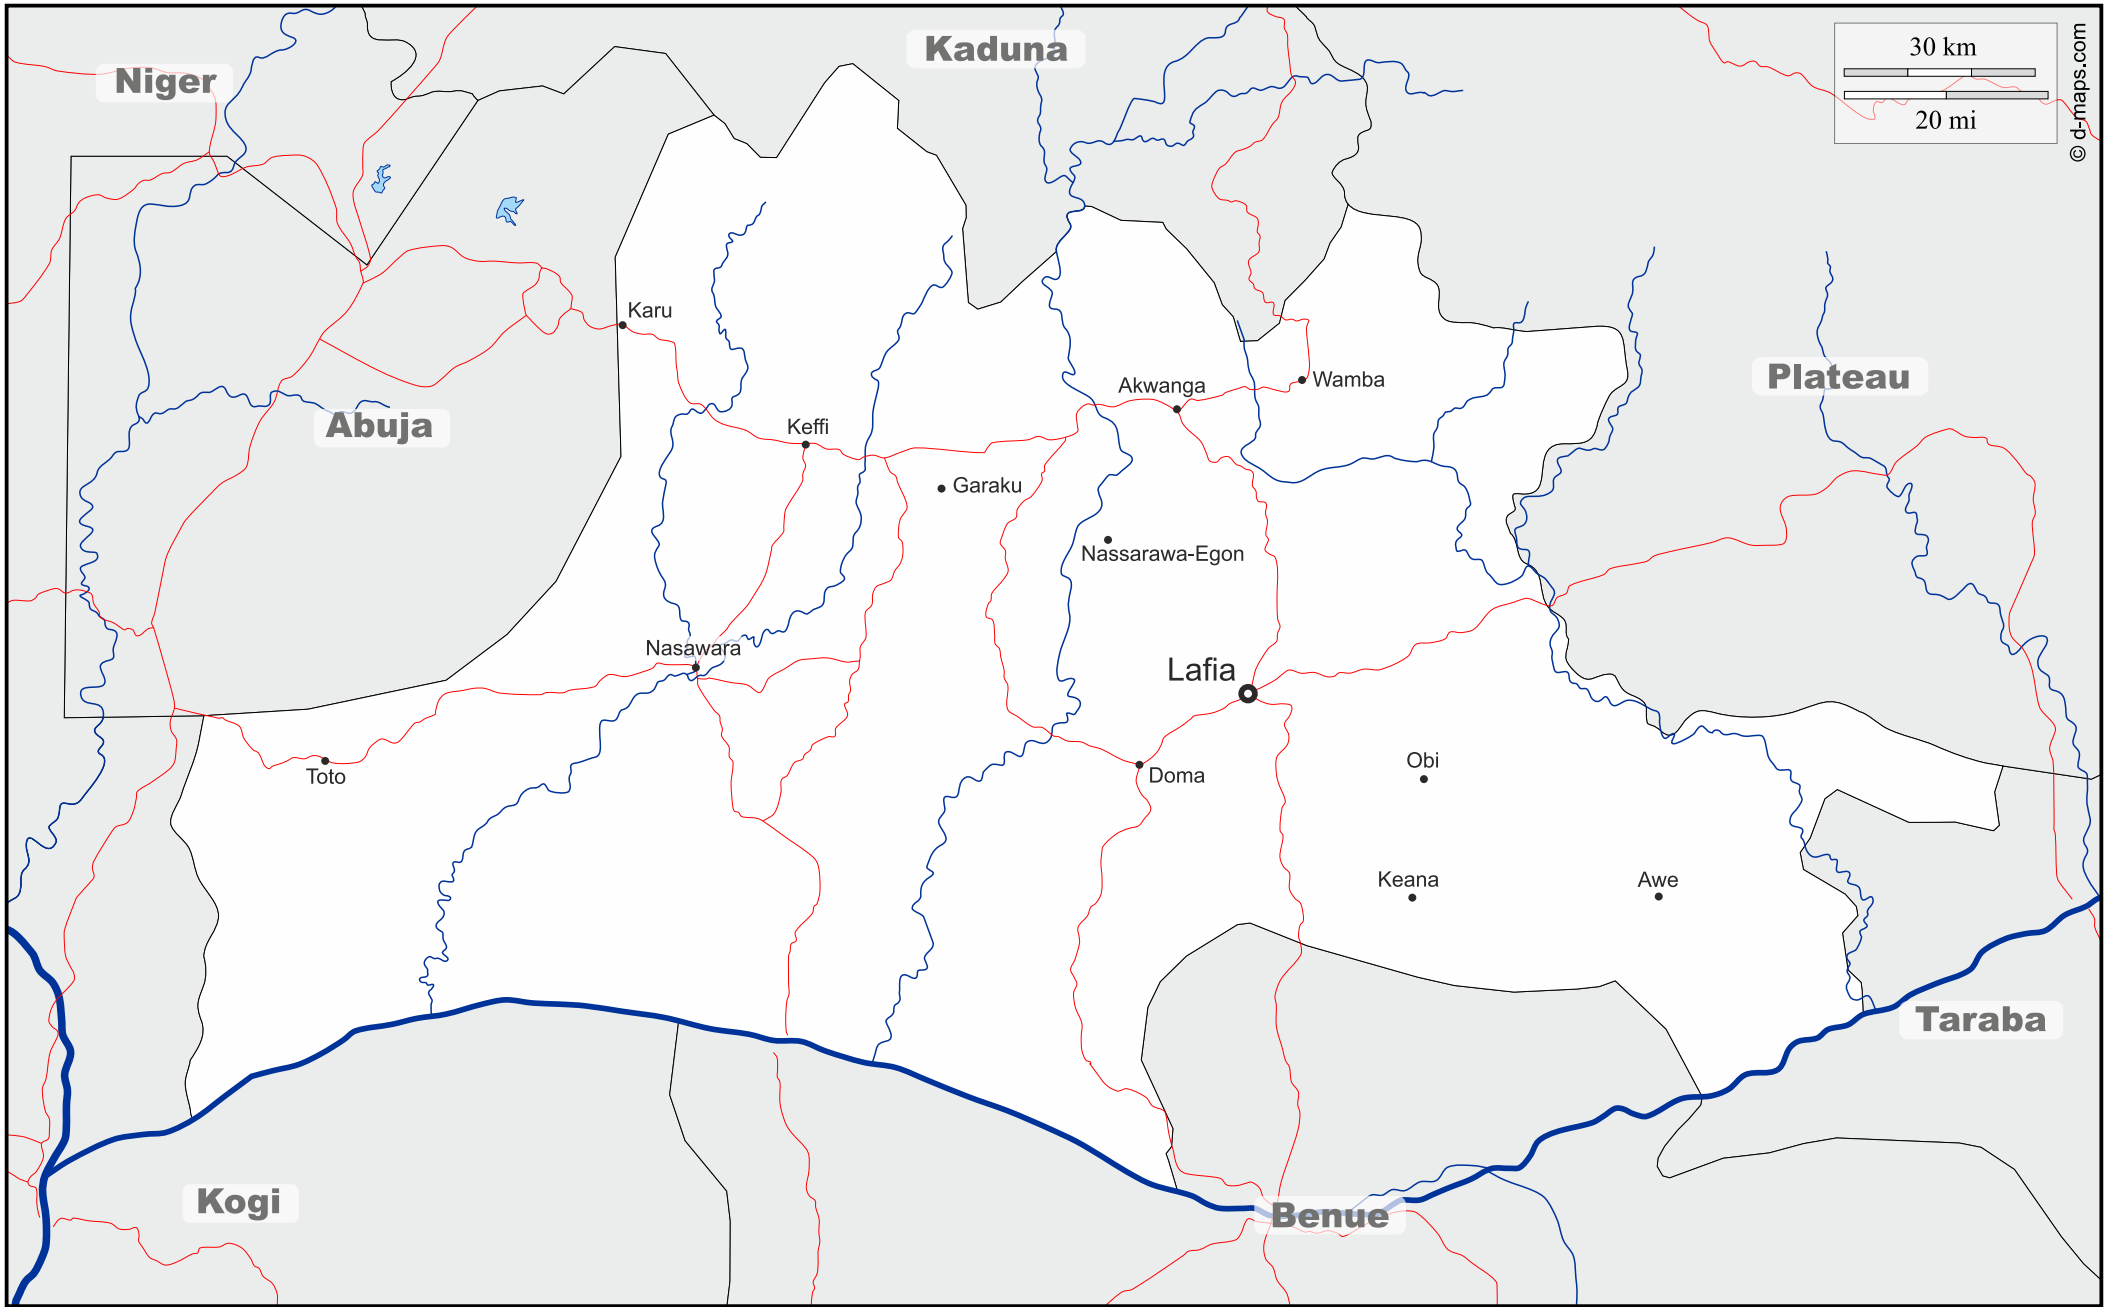 Kaduna
30 km
20 mi
© d-maps.com
Niger
Karu
Plateau
Akwanga
Wamba
Abuja
Keffi
Garaku
Nassarawa-Egon
Nasawara
Lafia
Toto
Doma
Obi
Keana
Awe
Taraba
Kogi
Benue